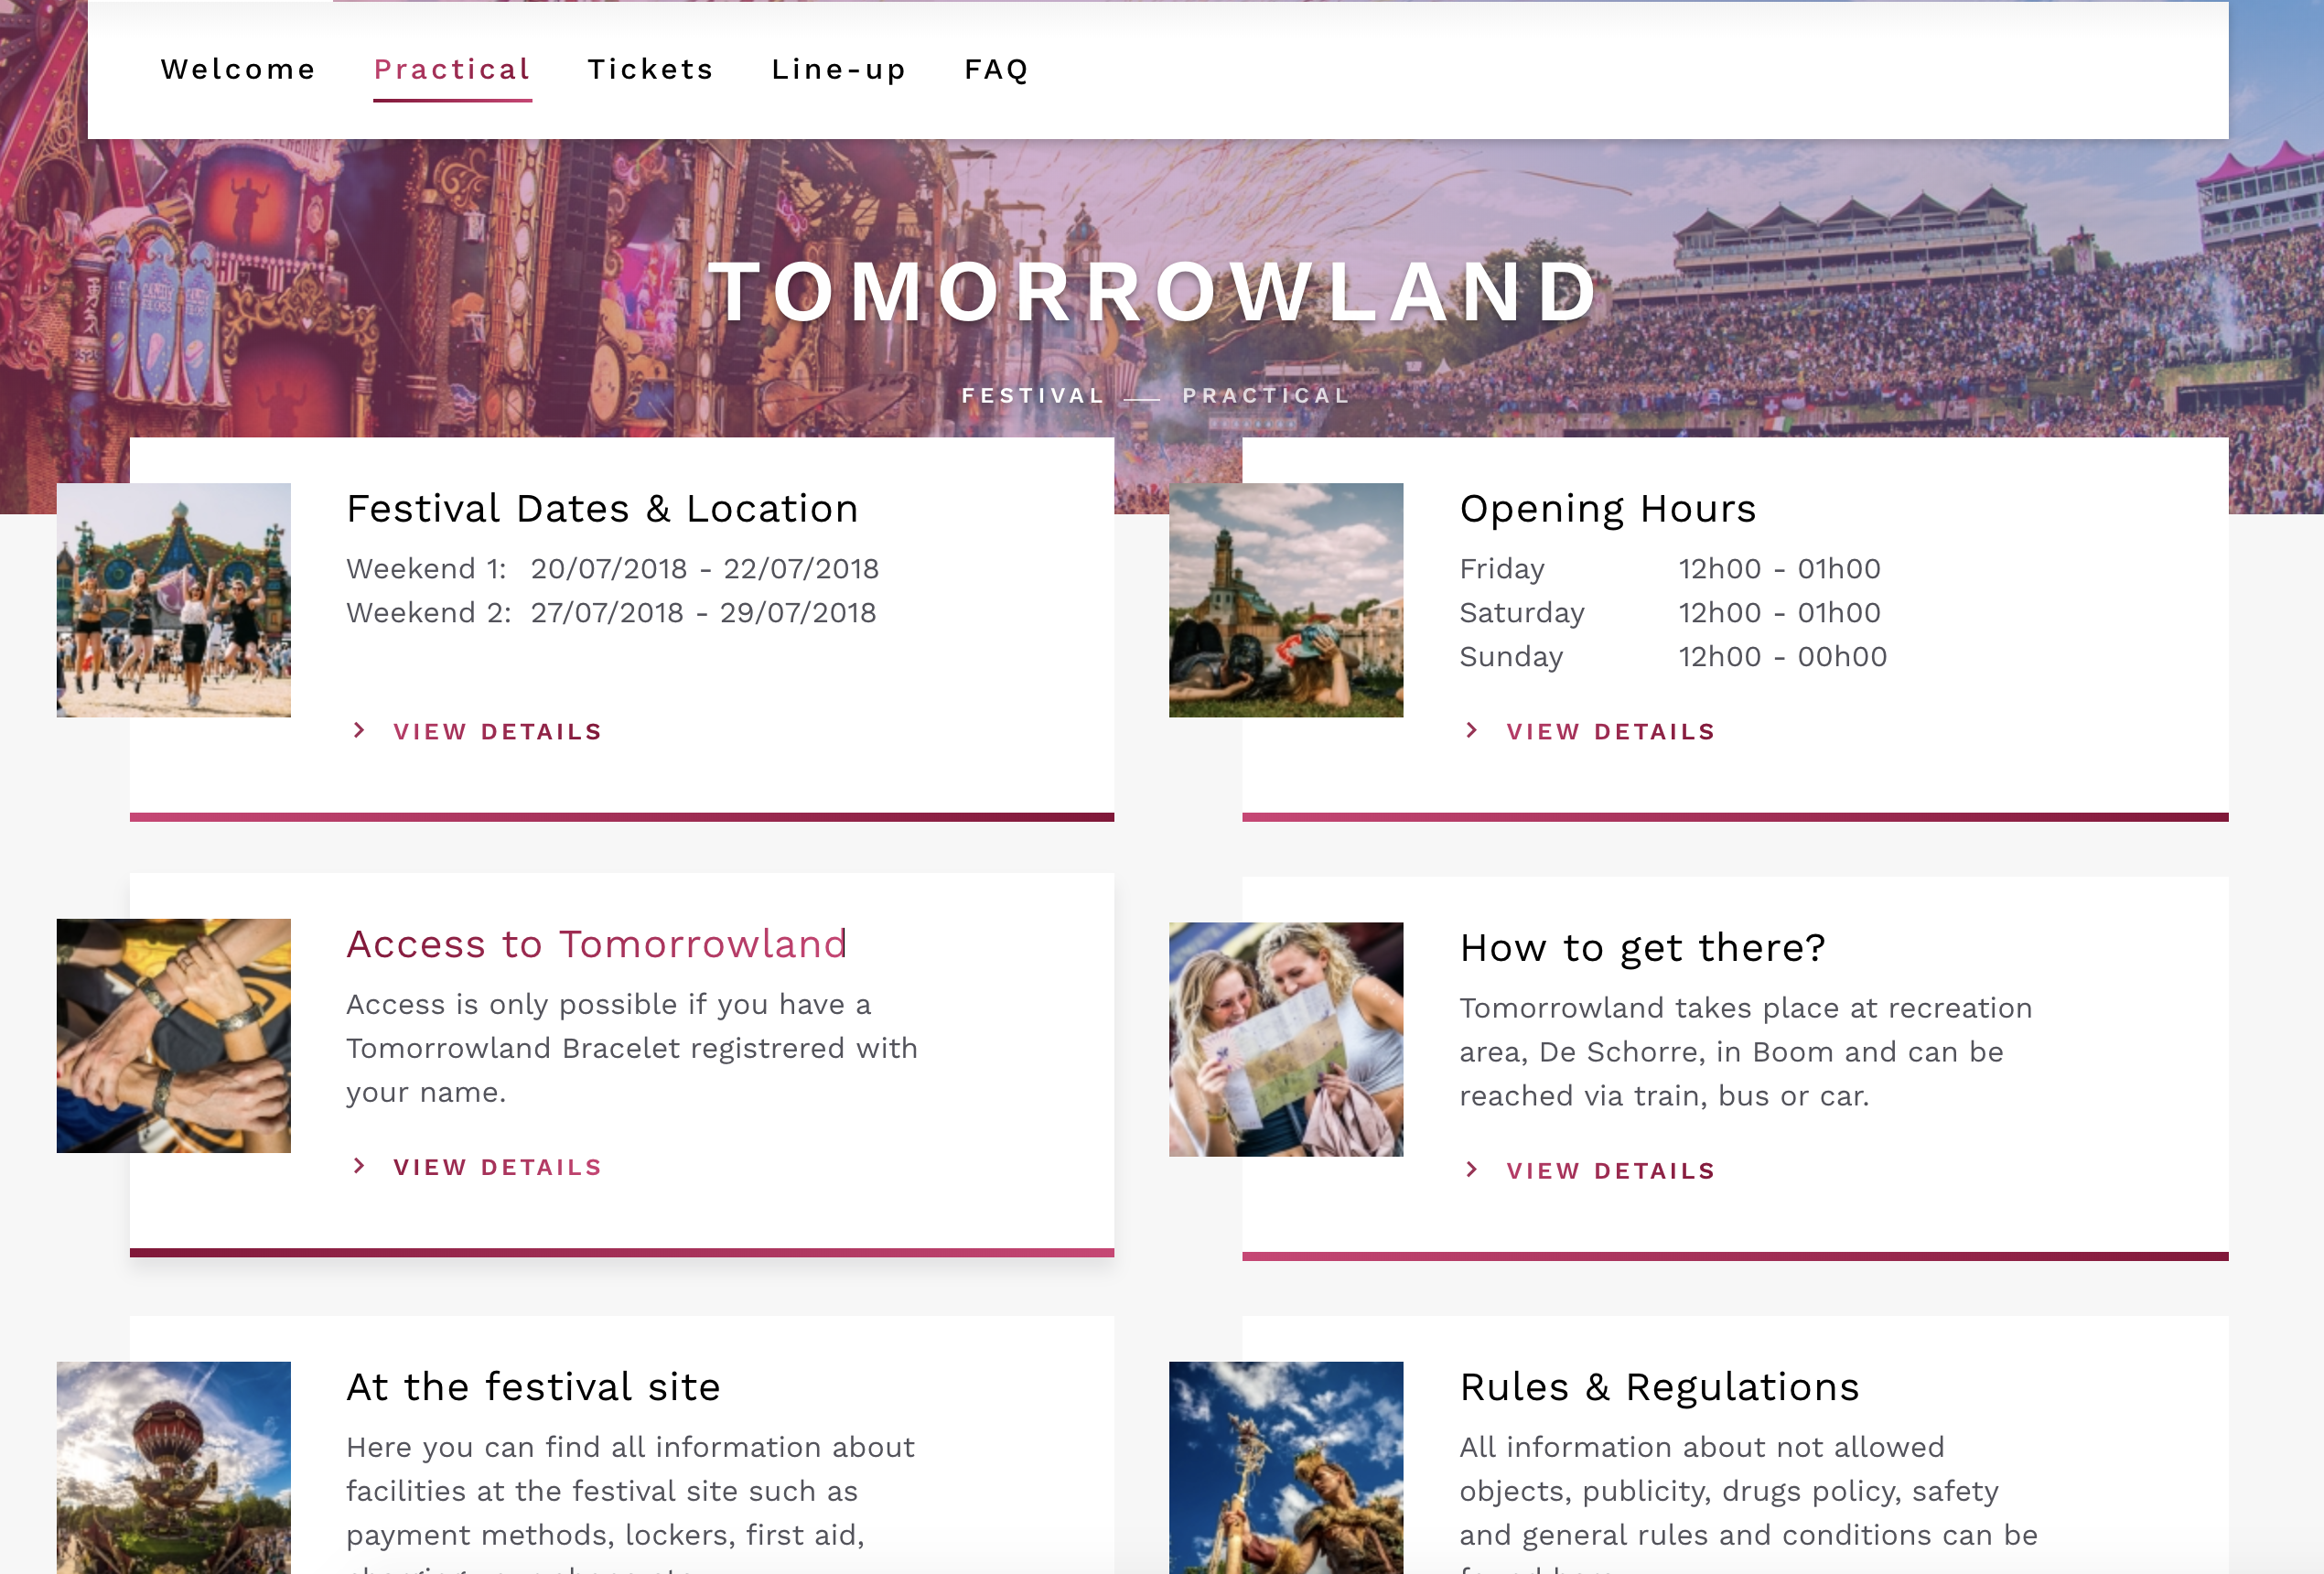 Welcome Practical Tickets Line-up FAQ
TOMORROWLAND
FESTIVAL — PRACTICAL
Festival Dates & Location
Weekend 1: 20/07/2018 - 22/07/2018
Weekend 2: 27/07/2018 - 29/07/2018
VIEW DETAILS
Opening Hours
Friday 12h00 - 01h00
Saturday 12h00 - 01h00
Sunday 12h00 - 00h00
VIEW DETAILS
Access to Tomorrowland
Access is only possible if you have a
Tomorrowland Bracelet registrered with
your name.
VIEW DETAILS
How to get there?
Tomorrowland takes place at recreation
area, De Schorre, in Boom and can be
reached via train, bus or car.
VIEW DETAILS
At the festival site
Here you can find all information about
facilities at the festival site such as
payment methods, lockers, first aid,
Rules & Regulations
All information about not allowed
objects, publicity, drugs policy, safety
and general rules and conditions can be